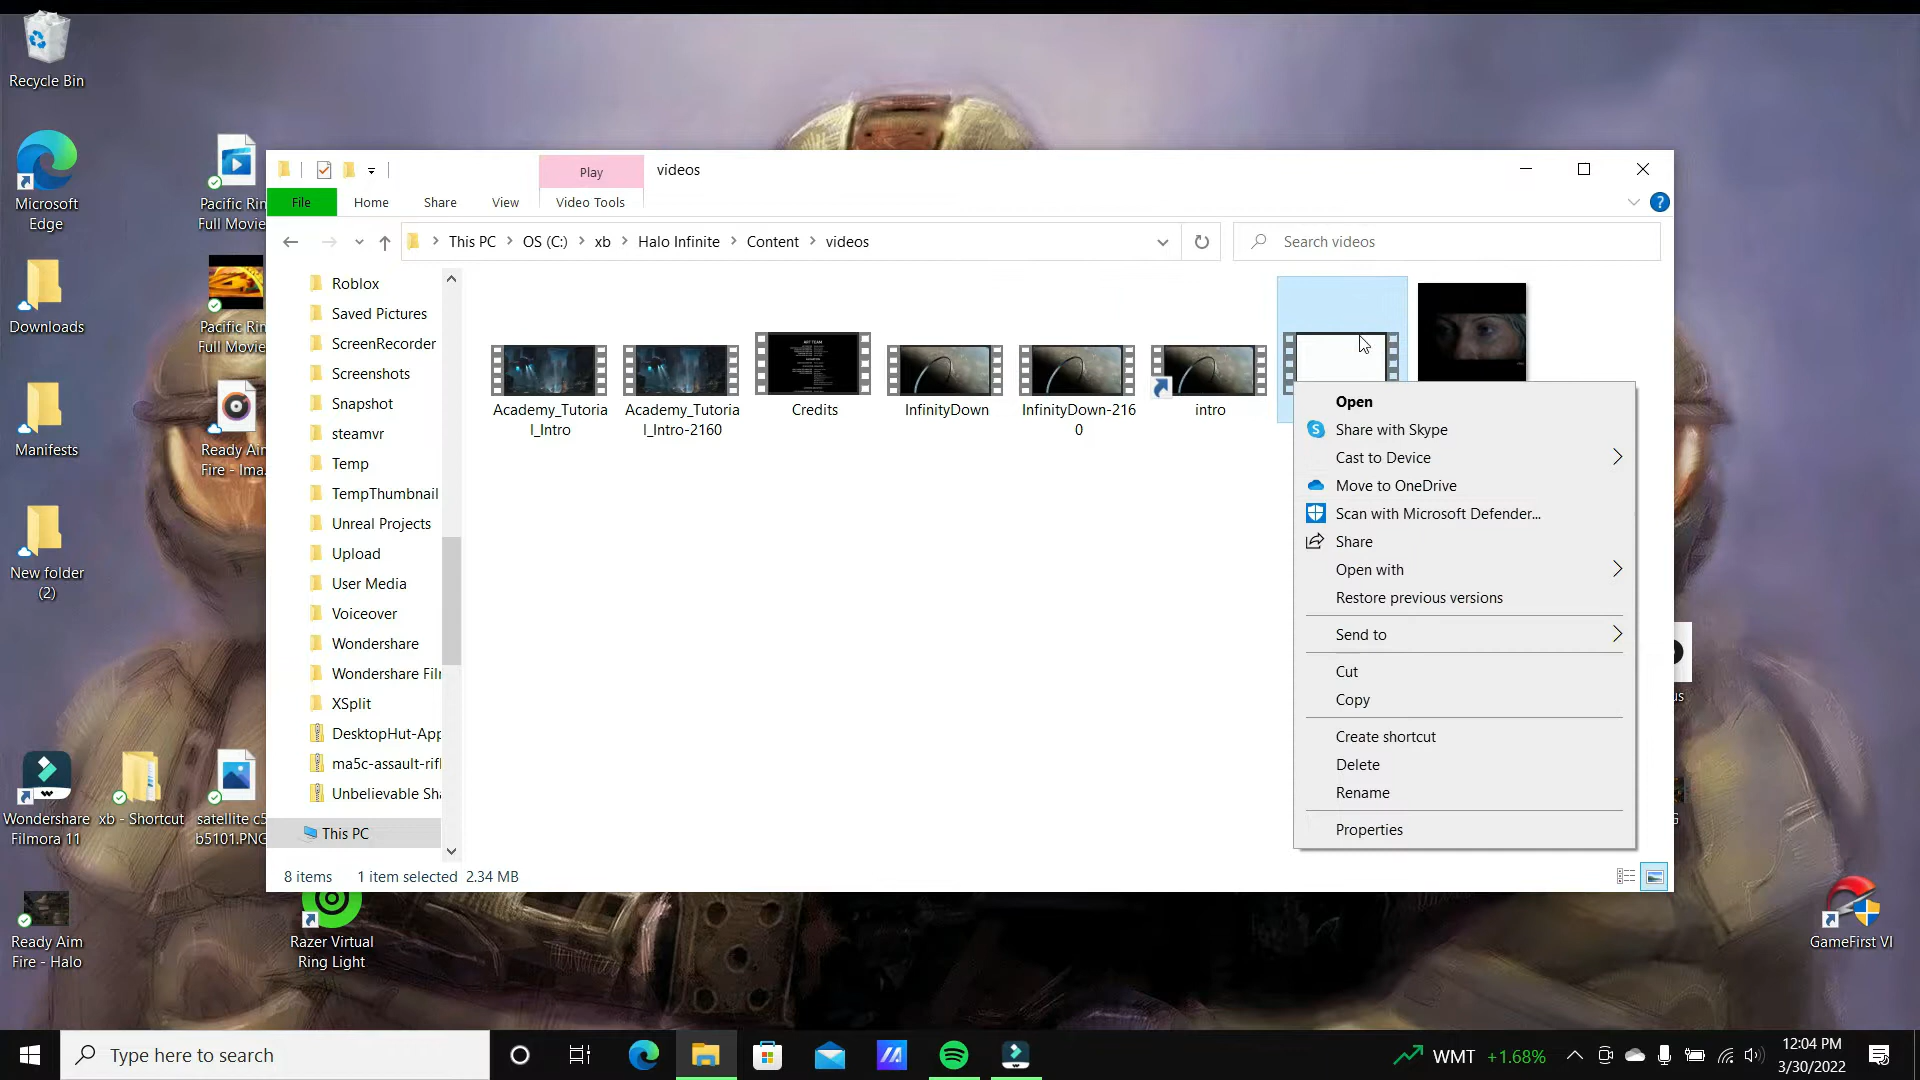 Recycle Bin
Microsoft
Edge
Downloads
Manifests
New folder
(2)
Wondershare
Filmora 11
xb - Shortcut
satellite c5
b5101.PNG
Ready Aim
Fire - Halo
Razer Virtual
Ring Light
Pacific Rin
Full Movie
Pacific Rin
Full Movie
Ready Ai
Fire - Ima
GameFirst VI
Play
videos
File
Home
Share
View
Video Tools
This PC
OS (C:)
xb
Halo Infinite
Content
videos
Search videos
Roblox
Saved Pictures
ScreenRecorder
Screenshots
Snapshot
steamvr
Temp
TempThumbnail
Unreal Projects
Upload
User Media
Voiceover
Wondershare
Wondershare Fil
XSplit
DesktopHut-App
ma5c-assault-rifl
Unbelievable Sha
This PC
Academy_Tutoria
l_Intro
Academy_Tutoria
l_Intro-2160
Credits
InfinityDown
InfinityDown-216
0
intro
Open
Share with Skype
Cast to Device
Move to OneDrive
Scan with Microsoft Defender...
Share
Open with
Restore previous versions
Send to
Cut
Copy
Create shortcut
Delete
Rename
Properties
8 items
1 item selected 2.34 MB
Type here to search
WMT +1.68%
12:04 PM
3/30/2022